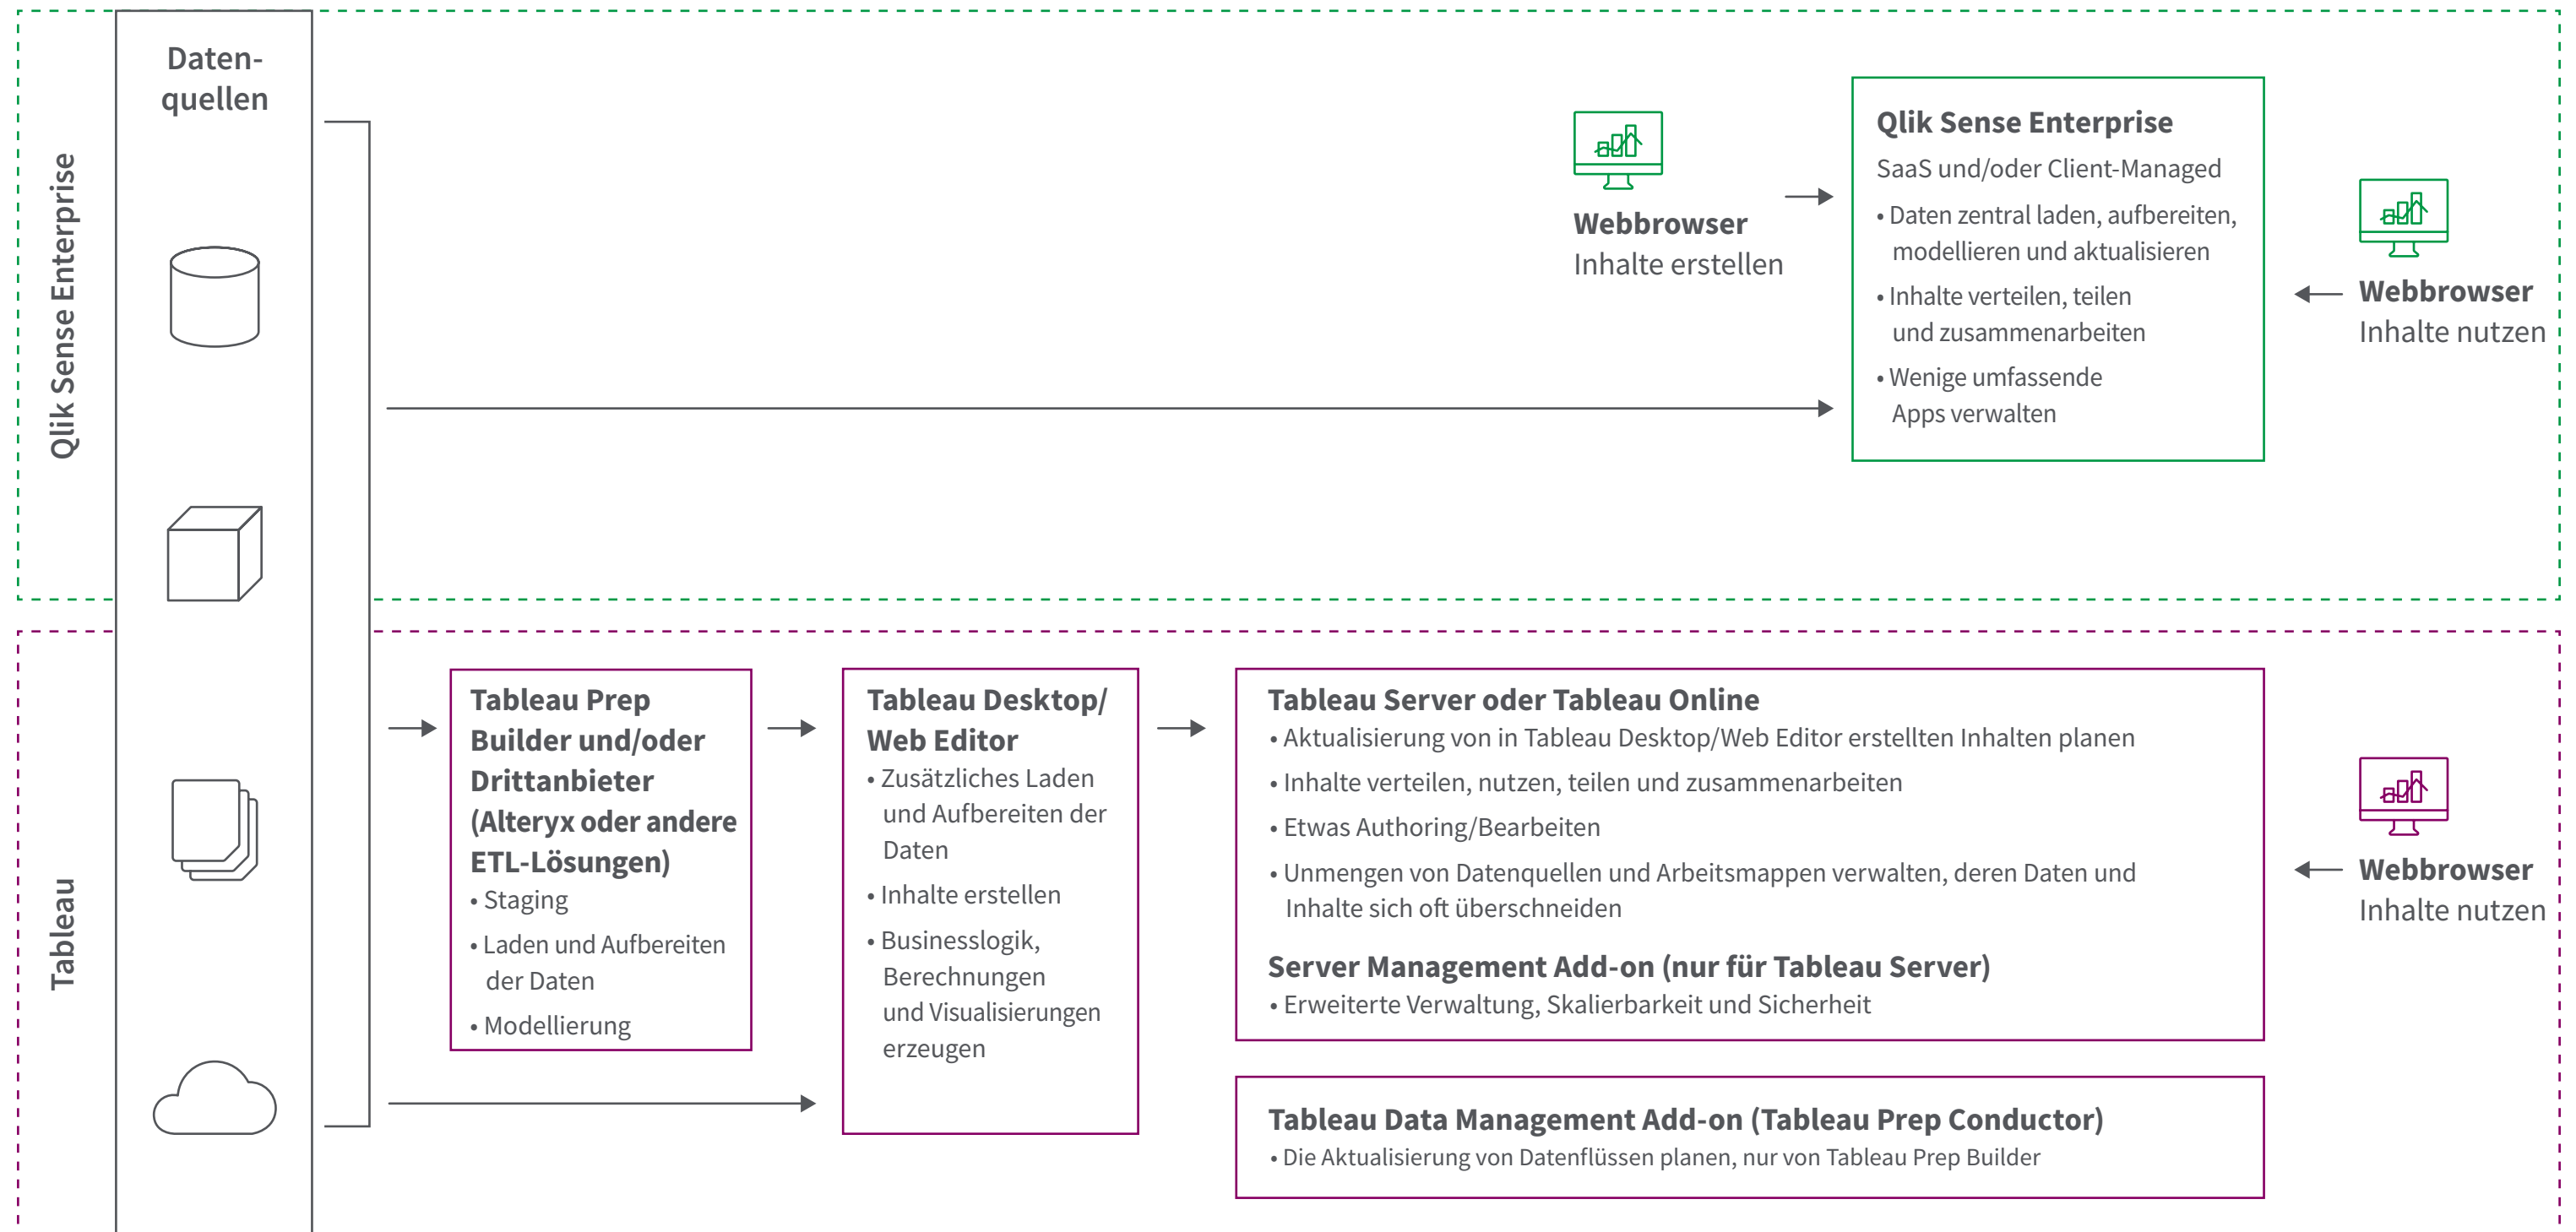 Daten-
quellen
Qlik Sense Enterprise
Webbrowser
Inhalte erstellen
Qlik Sense Enterprise
SaaS und/oder Client-Managed
• Daten zentral laden, aufbereiten,
modellieren und aktualisieren
• Inhalte verteilen, teilen
und zusammenarbeiten
• Wenige umfassende
Apps verwalten
Webbrowser
Inhalte nutzen
Tableau
Tableau Prep
Builder und/oder
Drittanbieter
(Alteryx oder andere
ETL-Lösungen)
• Staging
• Laden und Aufbereiten
der Daten
• Modellierung
Tableau Desktop/
Web Editor
• Zusätzliches Laden
und Aufbereiten der
Daten
• Inhalte erstellen
• Businesslogik,
Berechnungen
und Visualisierungen
erzeugen
Tableau Server oder Tableau Online
• Aktualisierung von in Tableau Desktop/Web Editor erstellten Inhalten planen
• Inhalte verteilen, nutzen, teilen und zusammenarbeiten
• Etwas Authoring/Bearbeiten
• Unmengen von Datenquellen und Arbeitsmappen verwalten, deren Daten und
Inhalte sich oft überschneiden
Server Management Add-on (nur für Tableau Server)
• Erweiterte Verwaltung, Skalierbarkeit und Sicherheit
Tableau Data Management Add-on (Tableau Prep Conductor)
• Die Aktualisierung von Datenflüssen planen, nur von Tableau Prep Builder
Webbrowser
Inhalte nutzen